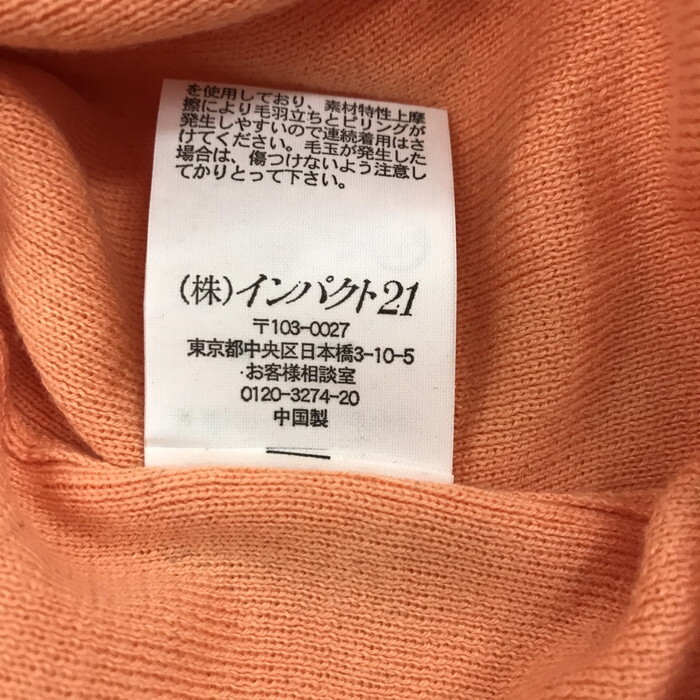 を使用しており、素材特性上摩
擦により毛羽立ちとピリングが
発生しやすいので連続着用はさ
けてください。毛玉が発生した
場合は、傷つけないよう注意し
てかりとって下さい。
(株)インパクト21
〒103-0027
東京都中央区日本橋3-10-5
・お客様相談室
0120-3274-20
中国製